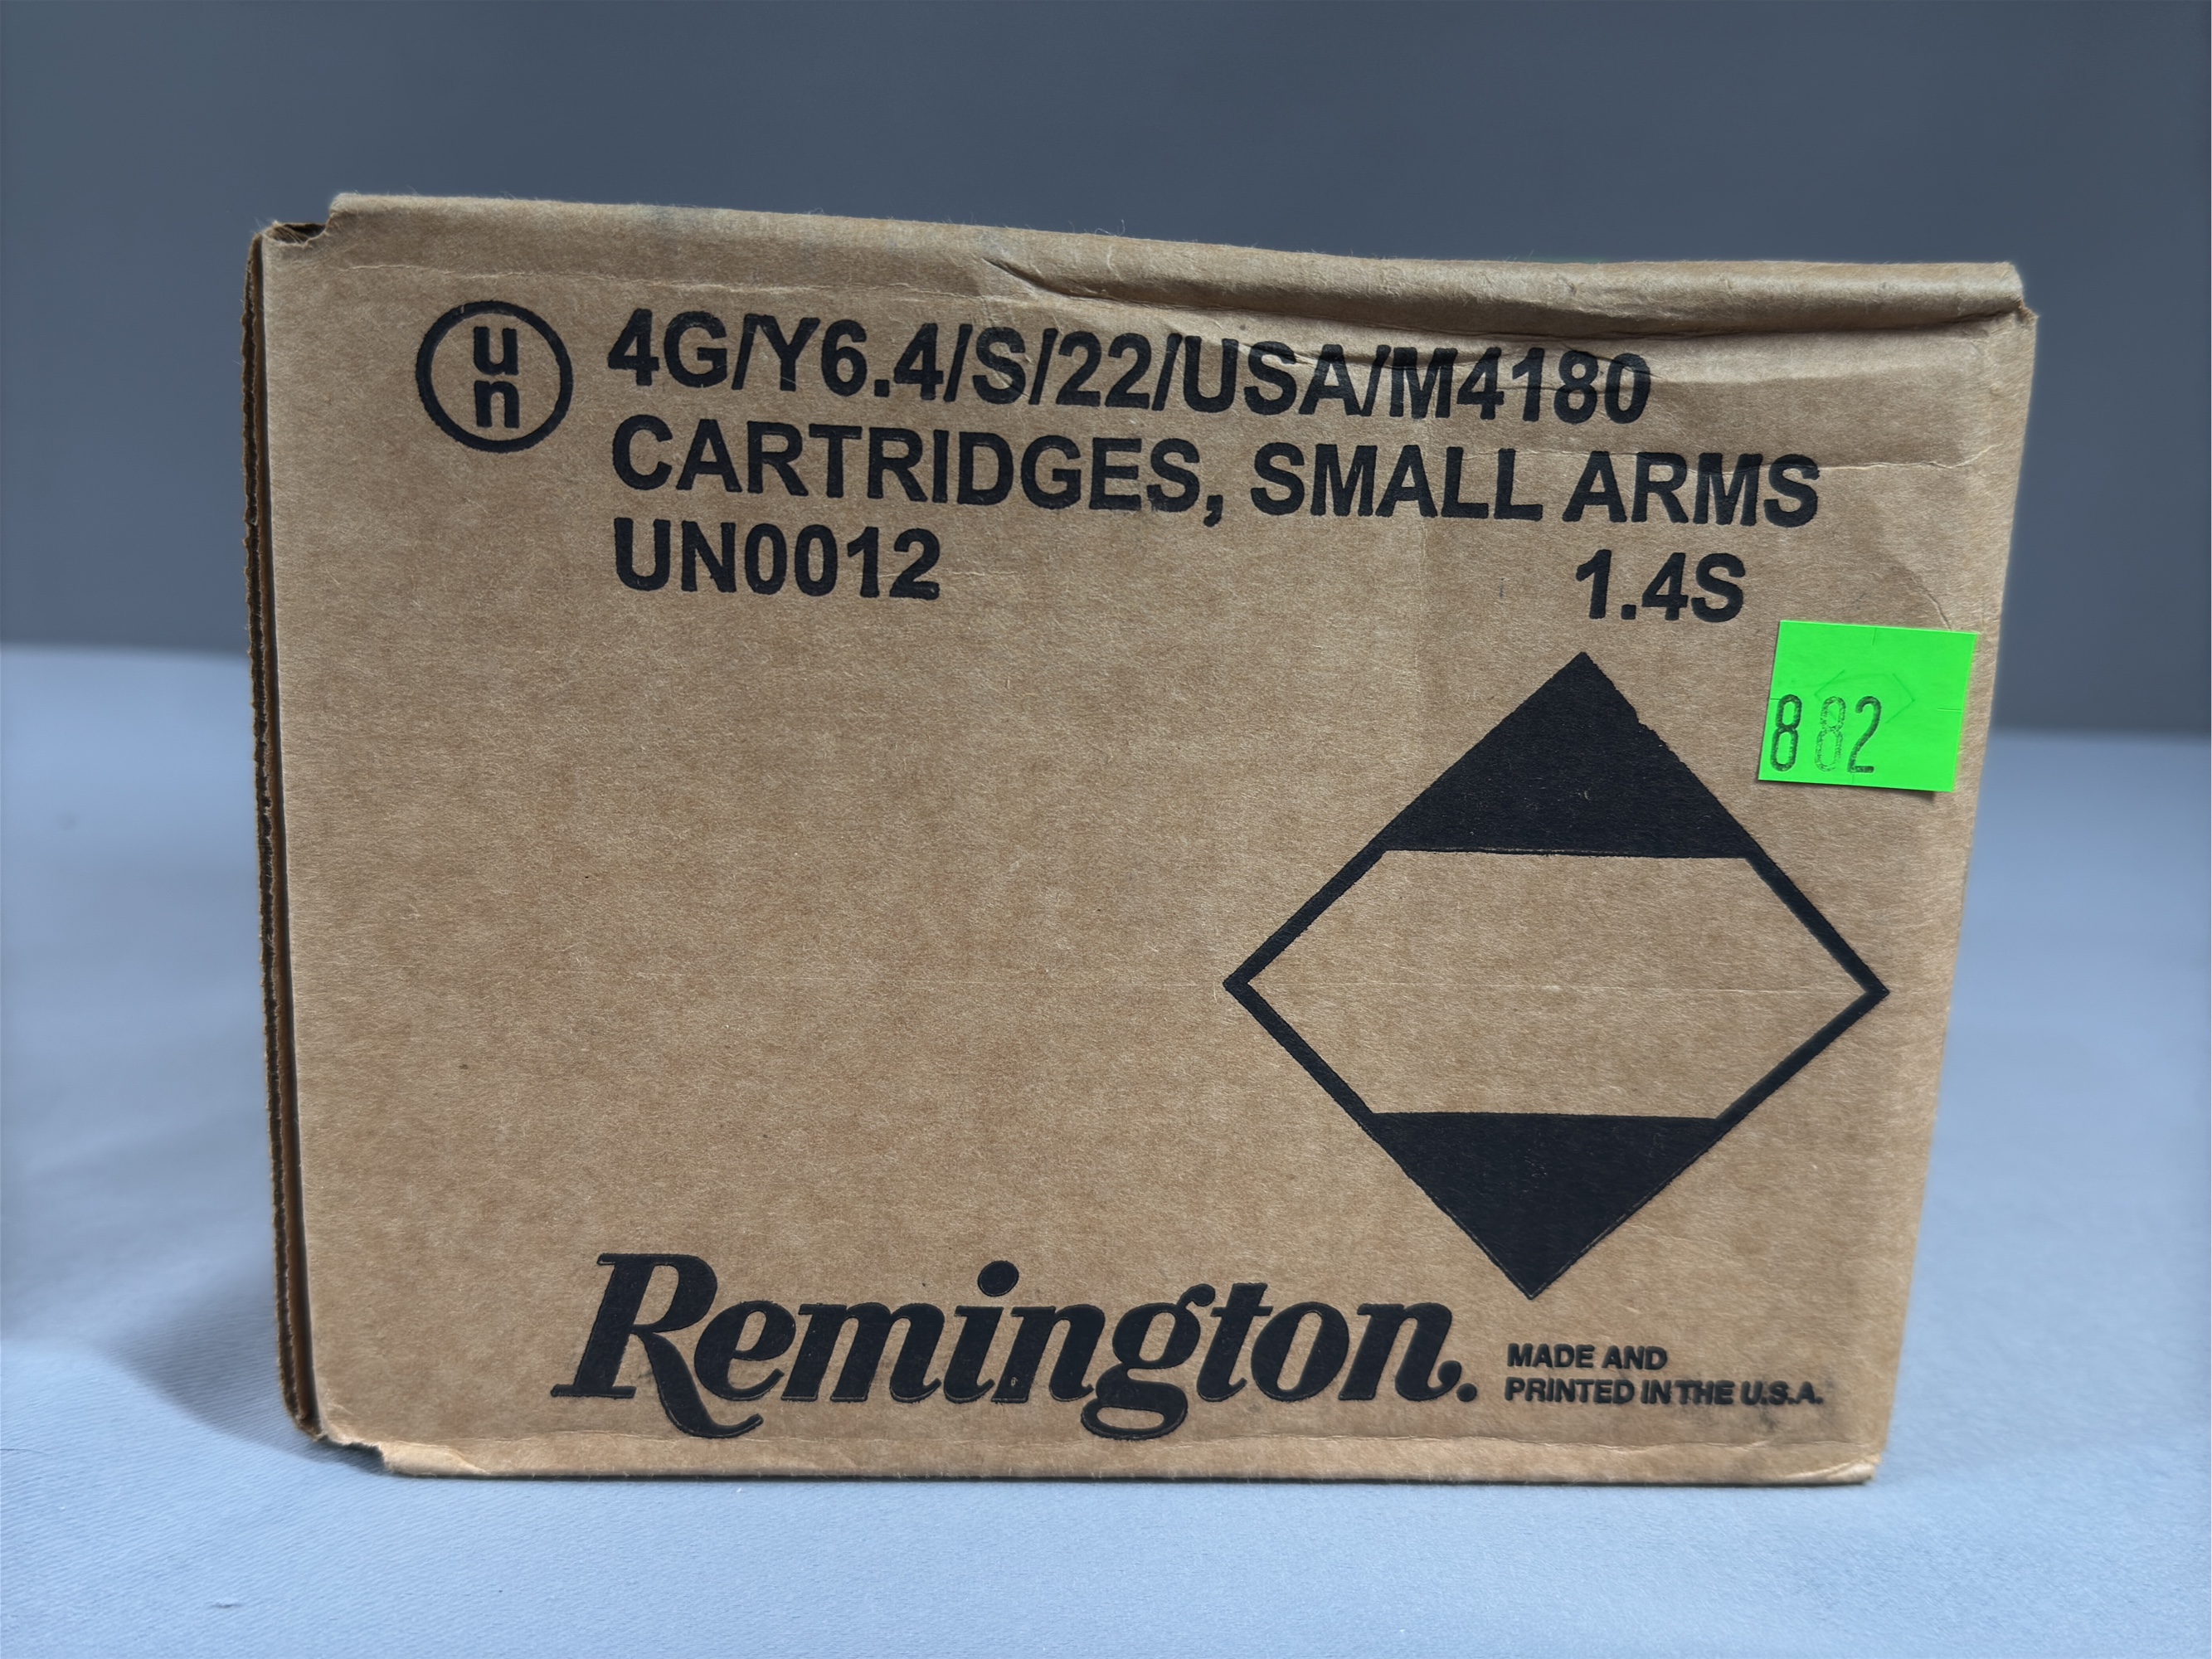 un
4G/Y6.4/S/22/USA/M4180
CARTRIDGES, SMALL ARMS
UN0012 1.4S
882
Remington.
MADE AND
PRINTED IN THE U.S.A.